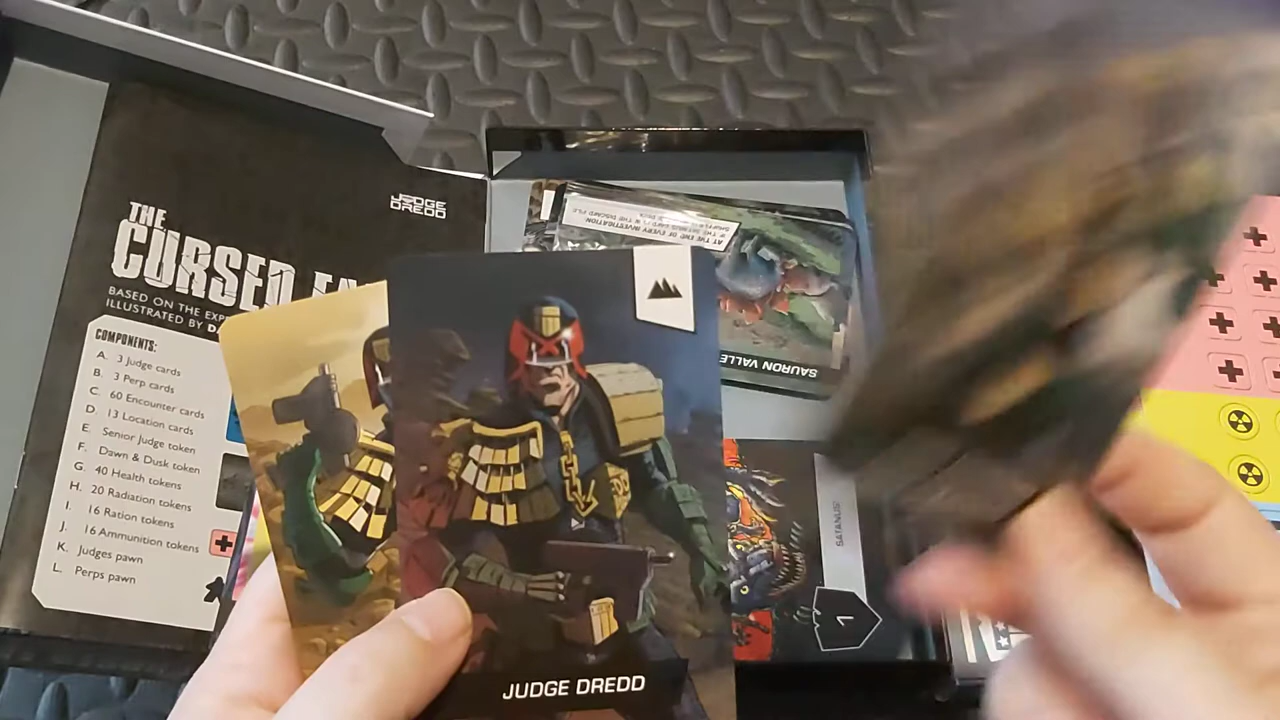 JUDGE
DREDD
THE
CURSED
BASED ON THE
ILLUSTRATED BY
COMPONENTS:
A. 3 Judge cards
B. 3 Perp cards
C. 60 Encounter cards
D. 13 Location cards
E. Senior Judge token
F. Dawn & Dusk token
G. 40 Health tokens
H. 20 Radiation tokens
I. 16 Ration tokens
J. 16 Ammunition tokens
K. Judges pawn
L. Perps pawn
AT THE END OF EVERY INVESTIGATION
SAURON VALLE
SATANUS
1
JUDGE DREDD